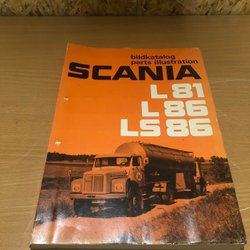 bildkatalog
parts illustration
SCANIA
L 81
L 86
LS 86